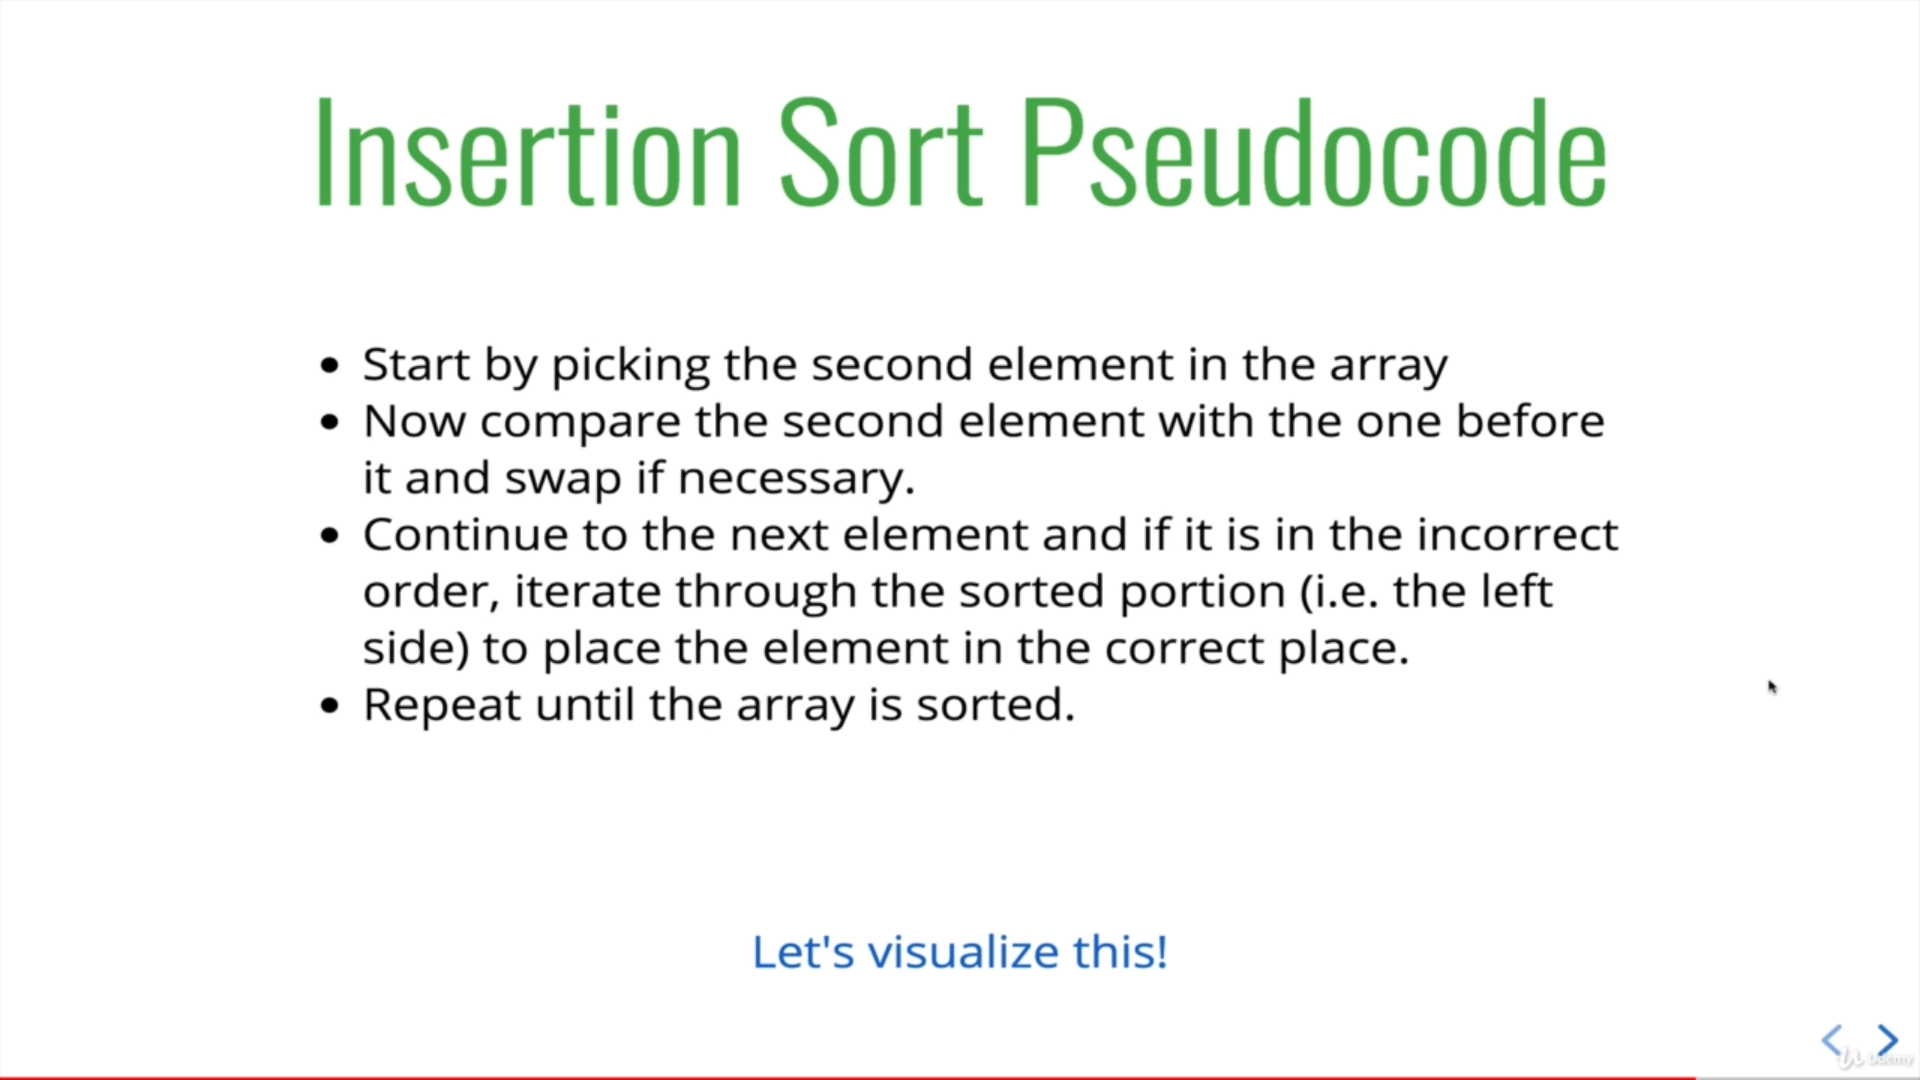 Insertion Sort Pseudocode
• Start by picking the second element in the array
• Now compare the second element with the one before
it and swap if necessary.
• Continue to the next element and if it is in the incorrect
order, iterate through the sorted portion (i.e. the left
side) to place the element in the correct place.
• Repeat until the array is sorted.
Let's visualize this!
Udemy